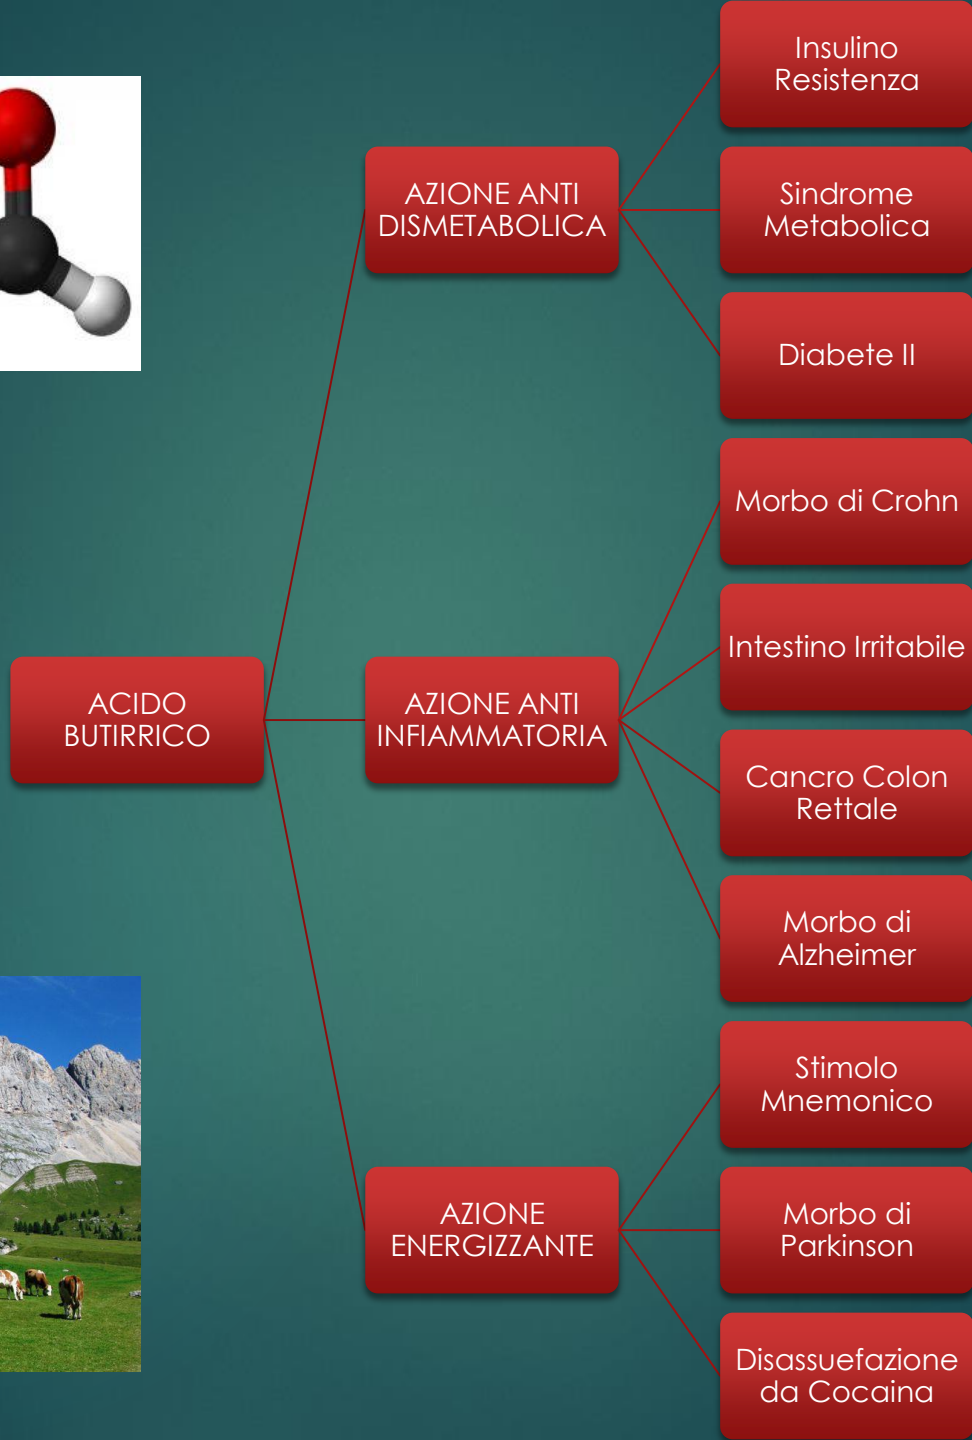 Insulino
Resistenza
AZIONE ANTI
DISMETABOLICA
Sindrome
Metabolica
Diabete II
Morbo di Crohn
Intestino Irritabile
ACIDO
BUTIRRICO
AZIONE ANTI
INFIAMMATORIA
Cancro Colon
Rettale
Morbo di
Alzheimer
Stimolo
Mnemonico
AZIONE
ENERGIZZANTE
Morbo di
Parkinson
Disassuefazione
da Cocaina